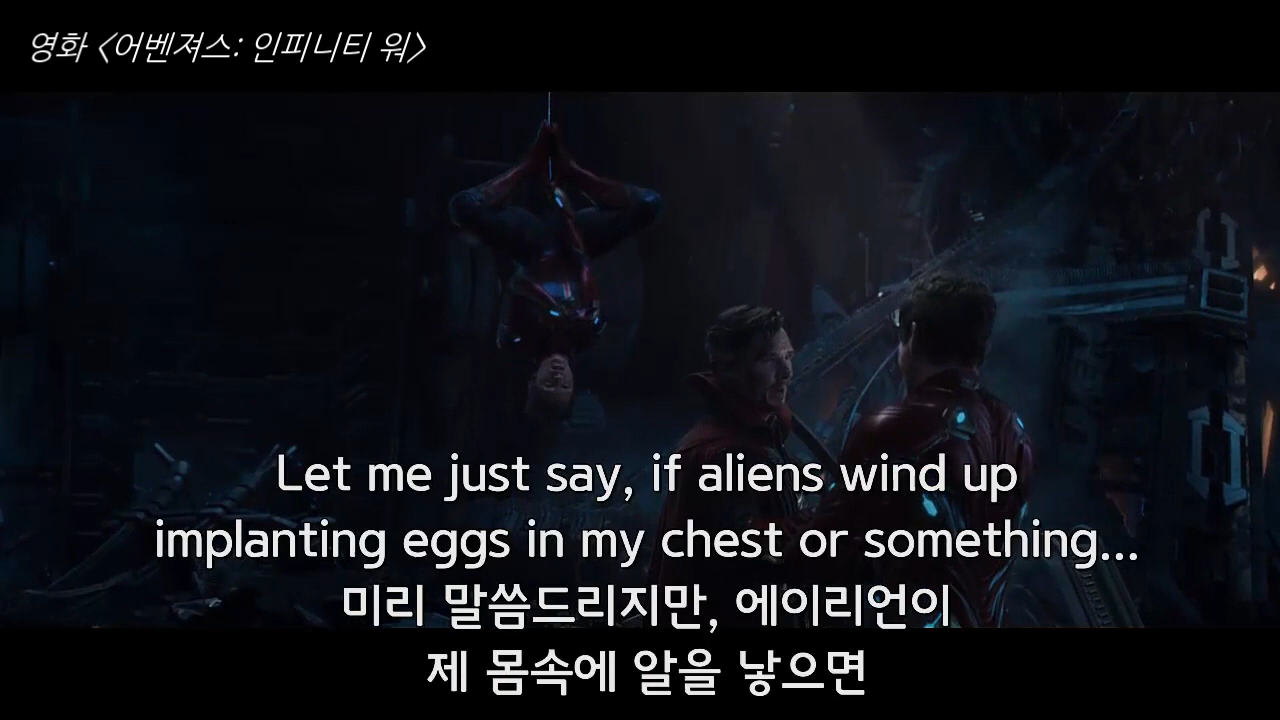 영화 <어벤져스: 인피니티 워>
Let me just say, if aliens wind up
implanting eggs in my chest or something...
미리 말씀드리지만, 에이리언이
제 몸속에 알을 낳으면